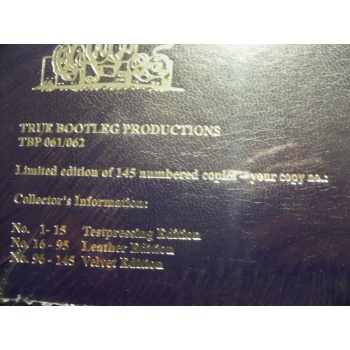 TRUE BOOTLEG PRODUCTIONS
TBP 061/062
Limited edition of 145 numbered copies – your copy no.:
Collector's Information:
No. 1- 15 Testpressing Edition
No. 16 - 95 Leather Edition
No. 96 - 145 Velvet Edition